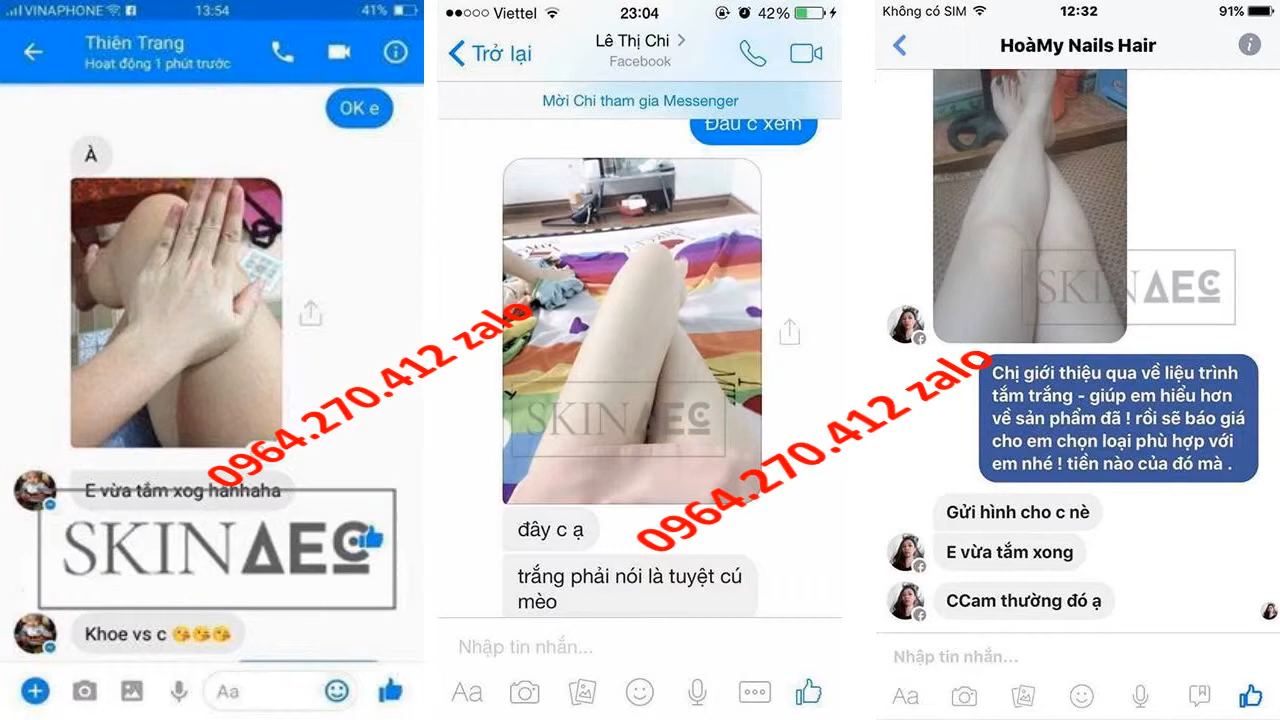 VINAPHONE
13:54
41%
Thiên Trang
Hoạt động 1 phút trước
OK e
À
E vừa tắm xog hahhaha
SKINAEC
Khoe vs c 😘😘😘
Aa
Viettel
23:04
42%
Trở lại
Lê Thị Chi
Facebook
Mời Chi tham gia Messenger
Đâu c xem
SKINAEC
đây c ạ
trắng phải nói là tuyệt cú
mèo
Nhập tin nhắn...
Aa
Không có SIM
12:32
91%
HoàMy Nails Hair
SKINAEC
Chị giới thiệu qua về liệu trình
tắm trắng - giúp em hiểu hơn
về sản phẩm đã ! rồi sẽ báo giá
cho em chọn loại phù hợp với
em nhé ! tiền nào của đó mà .
Gửi hình cho c nè
E vừa tắm xong
CCam thường đó ạ
Nhập tin nhắn...
Aa
0964.270.412 zalo
0964.270.412 zalo